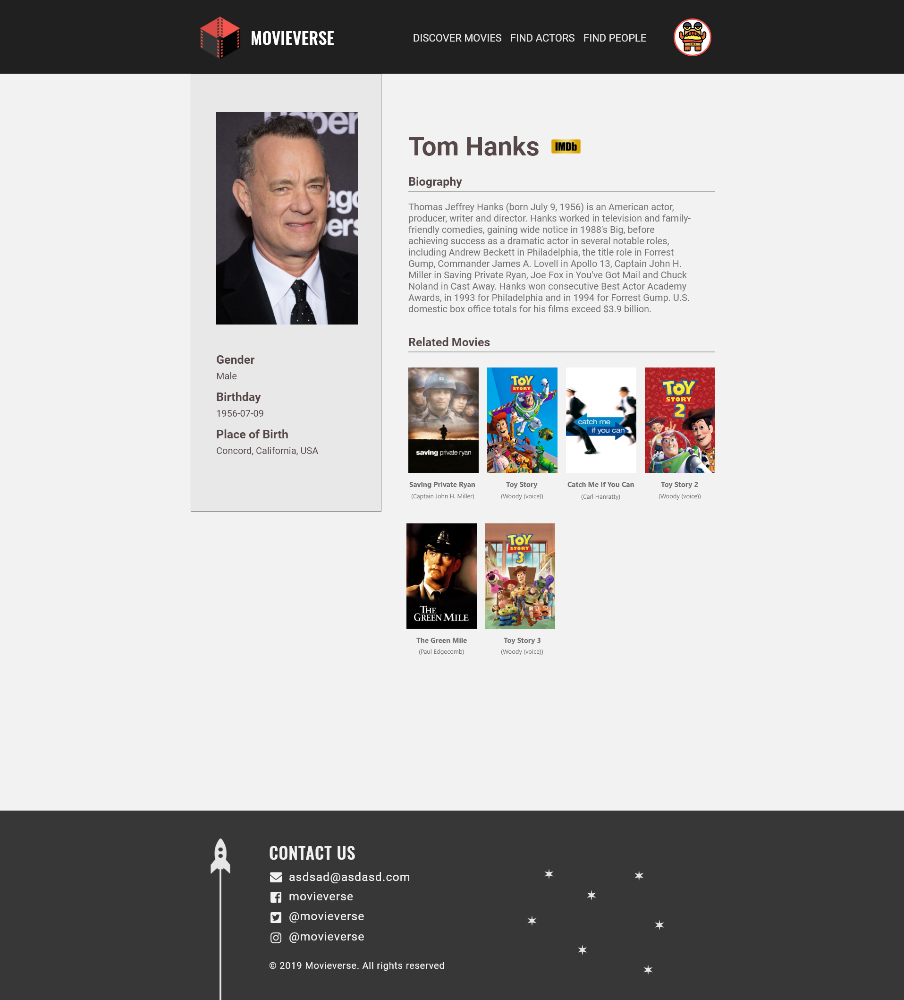 MOVIEVERSE
DISCOVER MOVIES FIND ACTORS FIND PEOPLE
Paper
ago
pers
Gender
Male
Birthday
1956-07-09
Place of Birth
Concord, California, USA
Tom Hanks IMDb
Biography
Thomas Jeffrey Hanks (born July 9, 1956) is an American actor,
producer, writer and director. Hanks worked in television and family-
friendly comedies, gaining wide notice in 1988's Big, before
achieving success as a dramatic actor in several notable roles,
including Andrew Beckett in Philadelphia, the title role in Forrest
Gump, Commander James A. Lovell in Apollo 13, Captain John H.
Miller in Saving Private Ryan, Joe Fox in You've Got Mail and Chuck
Noland in Cast Away. Hanks won consecutive Best Actor Academy
Awards, in 1993 for Philadelphia and in 1994 for Forrest Gump. U.S.
domestic box office totals for his films exceed $3.9 billion.
Related Movies
saving private ryan
TOY
STORY
catch me
if you can
TOY
STORY
2
Saving Private Ryan
(Captain John H. Miller)
Toy Story
(Woody (voice))
Catch Me If You Can
(Carl Hanratty)
Toy Story 2
(Woody (voice))
THE
GREEN MILE
TOY
STORY
3
The Green Mile
(Paul Edgecomb)
Toy Story 3
(Woody (voice))
CONTACT US
asdsad@asdasd.com
movieverse
@movieverse
@movieverse
© 2019 Movieverse. All rights reserved